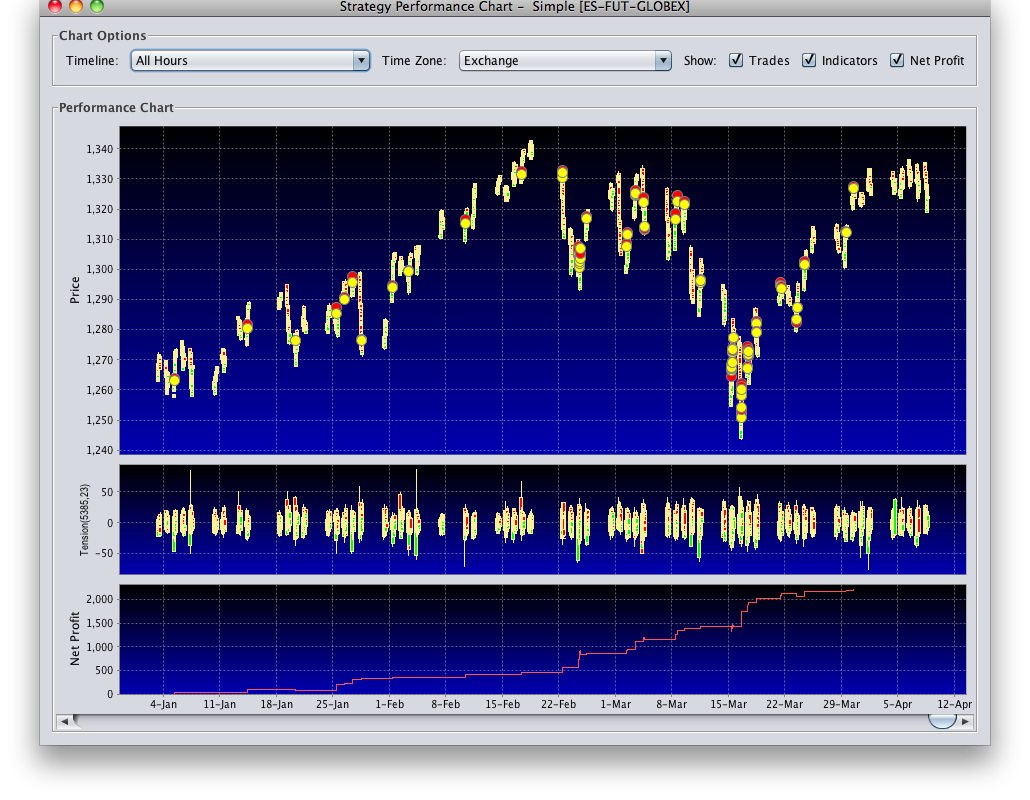 Strategy Performance Chart - Simple [ES-FUT-GLOBEX]
Chart Options
Timeline: All Hours Time Zone: Exchange Show: Trades Indicators Net Profit
Performance Chart
Price
1,340
1,330
1,320
1,310
1,300
1,290
1,280
1,270
1,260
1,250
1,240
Tension(5385,23)
50
0
-50
Net Profit
2,000
1,500
1,000
500
0
4-Jan 11-Jan 18-Jan 25-Jan 1-Feb 8-Feb 15-Feb 22-Feb 1-Mar 8-Mar 15-Mar 22-Mar 29-Mar 5-Apr 12-Apr